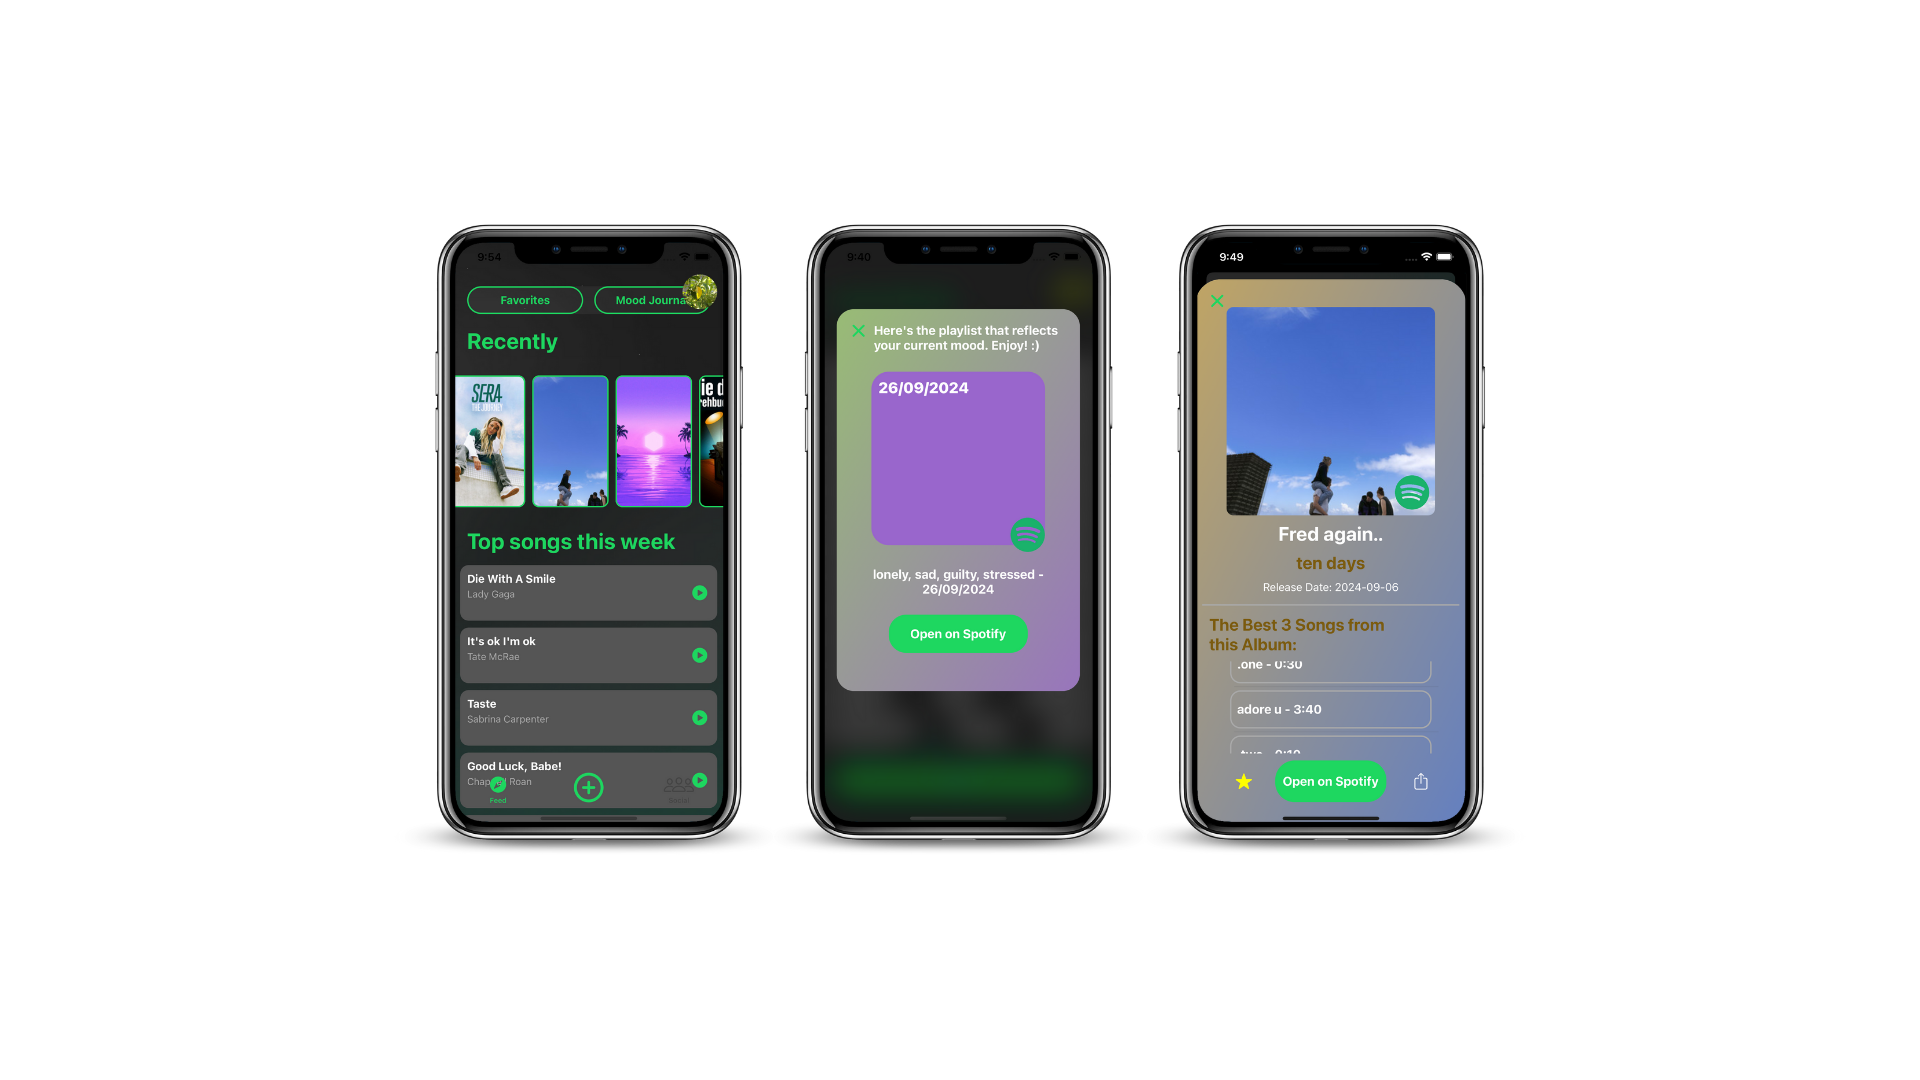 9:54
Favorites
Mood Journa
Recently
SERA
THE JOURNEY
ie d
rehbu
Top songs this week
Die With A Smile
Lady Gaga
It's ok I'm ok
Tate McRae
Taste
Sabrina Carpenter
Good Luck, Babe!
Chap Roan
Feed
9:40
Here's the playlist that reflects
your current mood. Enjoy! :)
26/09/2024
lonely, sad, guilty, stressed -
26/09/2024
Open on Spotify
9:49
Fred again..
ten days
Release Date: 2024-09-06
The Best 3 Songs from
this Album:
.one - 0:30
adore u - 3:40
.two - 0:10
Open on Spotify